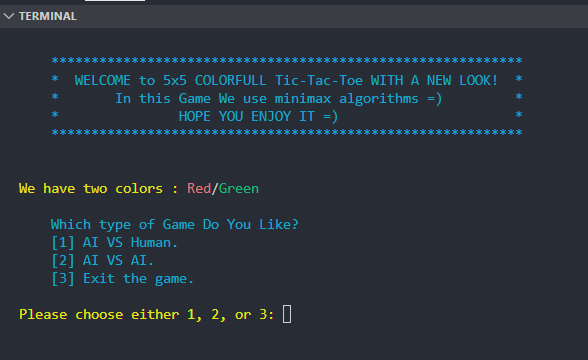 TERMINAL
***********************************************************
* WELCOME to 5x5 COLORFULL Tic-Tac-Toe WITH A NEW LOOK! *
* In this Game We use minimax algorithms =) *
* HOPE YOU ENJOY IT =) *
***********************************************************
We have two colors : Red/Green
Which type of Game Do You Like?
[1] AI VS Human.
[2] AI VS AI.
[3] Exit the game.
Please choose either 1, 2, or 3: